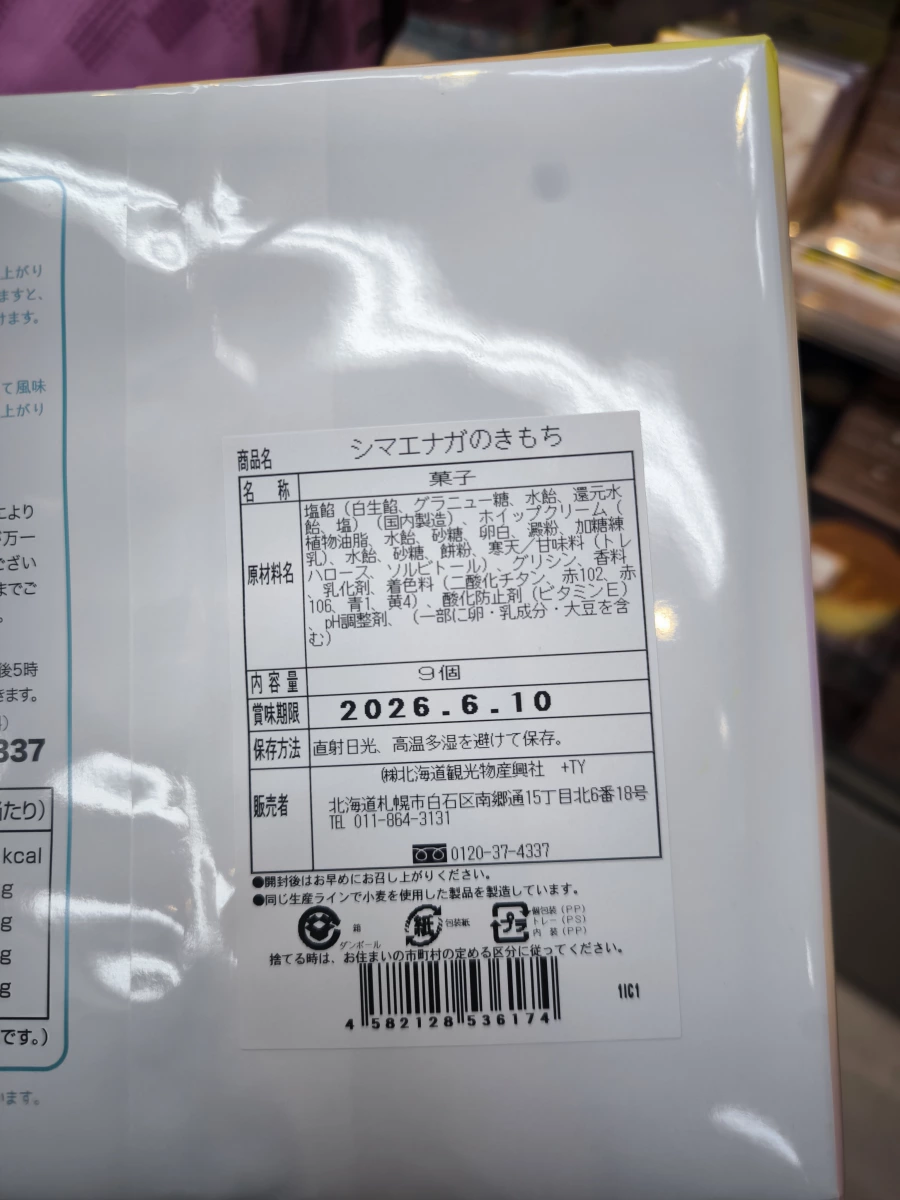 上がり
ますと、
けます。
て風味
上がり
により
万一
ござい
までご
。
後5時
きます。
337
当たり)
kcal
g
g
g
g
です。)
います。
商品名 シマエナガのきもち
名 称 菓子
原材料名
塩餡（白生餡、グラニュー糖、水飴、還元水
飴、塩）（国内製造）、ホイップクリーム（
植物油脂、水飴、砂糖、卵白、澱粉、加糖練
乳）、水飴、砂糖、餅粉、寒天／甘味料（トレ
ハロース、ソルビトール）、グリシン、香料
、乳化剤、着色料（二酸化チタン、赤102、赤
106、青1、黄4）、酸化防止剤（ビタミンE）
、pH調整剤、（一部に卵・乳成分・大豆を含
む）
内容量 9個
賞味期限 2026.6.10
保存方法 直射日光、高温多湿を避けて保存。
販売者
㈱北海道観光物産興社 +TY
北海道札幌市白石区南郷通15丁目北6番18号
TEL 011-864-3131
0120-37-4337
●開封後はお早めにお召し上がりください。
●同じ生産ラインで小麦を使用した製品を製造しています。
箱
ダンボール
紙 包装紙
プラ
個包装（PP）
トレー（PS）
内 装（PP）
捨てる時は、お住まいの市町村の定める区分に従ってください。
4 582128 536174
1IC1